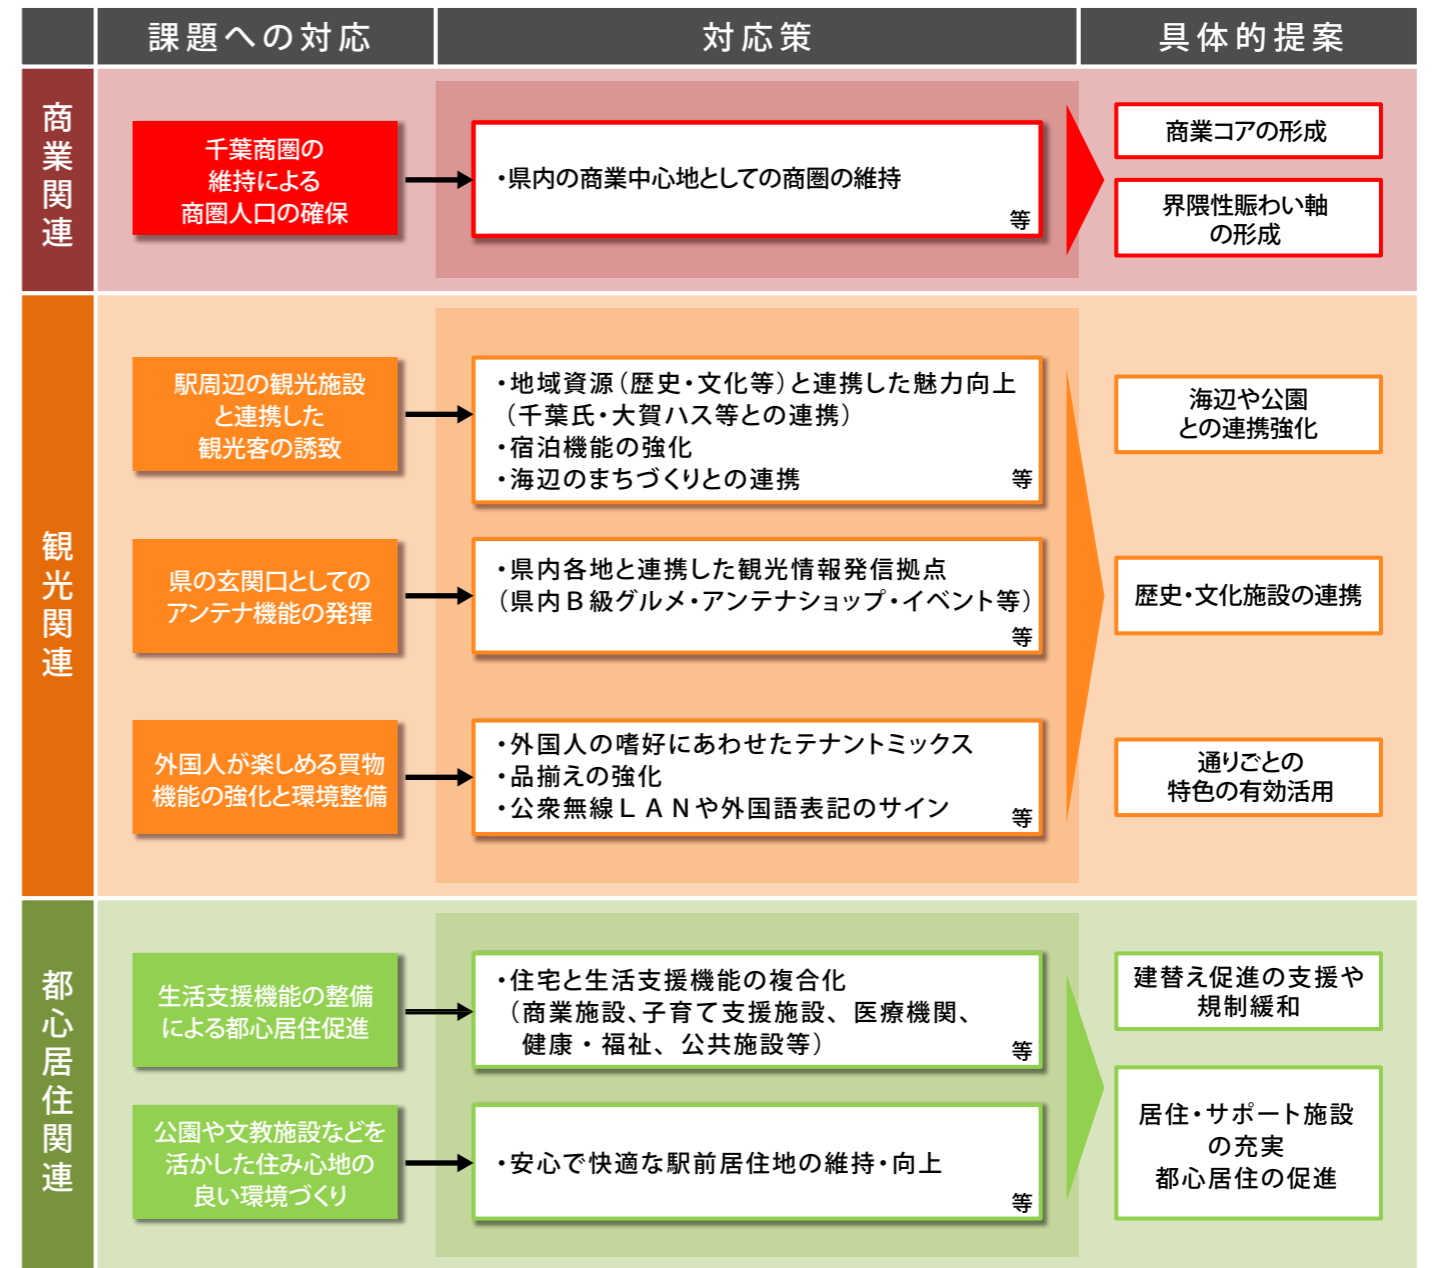 課題への対応
対応策
具体的提案
商業関連
千葉商圏の
維持による
商圏人口の確保
・県内の商業中心地としての商圏の維持
等
商業コアの形成
界隈性賑わい軸
の形成
観光関連
駅周辺の観光施設
と連携した
観光客の誘致
・地域資源（歴史・文化等）と連携した魅力向上
（千葉氏・大賀ハス等との連携）
・宿泊機能の強化
・海辺のまちづくりとの連携
等
海辺や公園
との連携強化
県の玄関口としての
アンテナ機能の発揮
・県内各地と連携した観光情報発信拠点
（県内Ｂ級グルメ・アンテナショップ・イベント等）
等
歴史・文化施設の連携
外国人が楽しめる買物
機能の強化と環境整備
・外国人の嗜好にあわせたテナントミックス
・品揃えの強化
・公衆無線ＬＡＮや外国語表記のサイン
等
通りごとの
特色の有効活用
都心居住関連
生活支援機能の整備
による都心居住促進
・住宅と生活支援機能の複合化
（商業施設、子育て支援施設、医療機関、
健康・福祉、公共施設等）
等
建替え促進の支援や
規制緩和
公園や文教施設などを
活かした住み心地の
良い環境づくり
・安心で快適な駅前居住地の維持・向上
等
居住・サポート施設
の充実
都心居住の促進